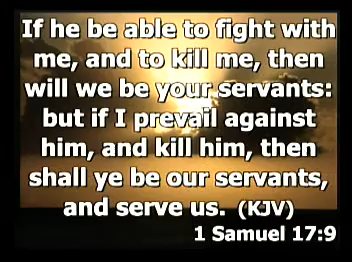 If he be able to fight with
me, and to kill me, then
will we be your servants:
but if I prevail against
him, and kill him, then
shall ye be our servants,
and serve us. (KJV)
1 Samuel 17:9